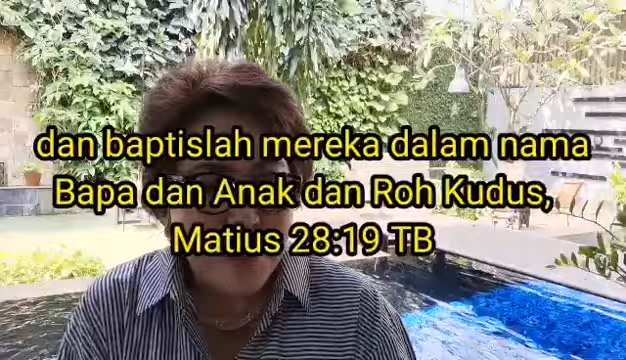 dan baptislah mereka dalam nama
Bapa dan Anak dan Roh Kudus,
Matius 28:19 TB